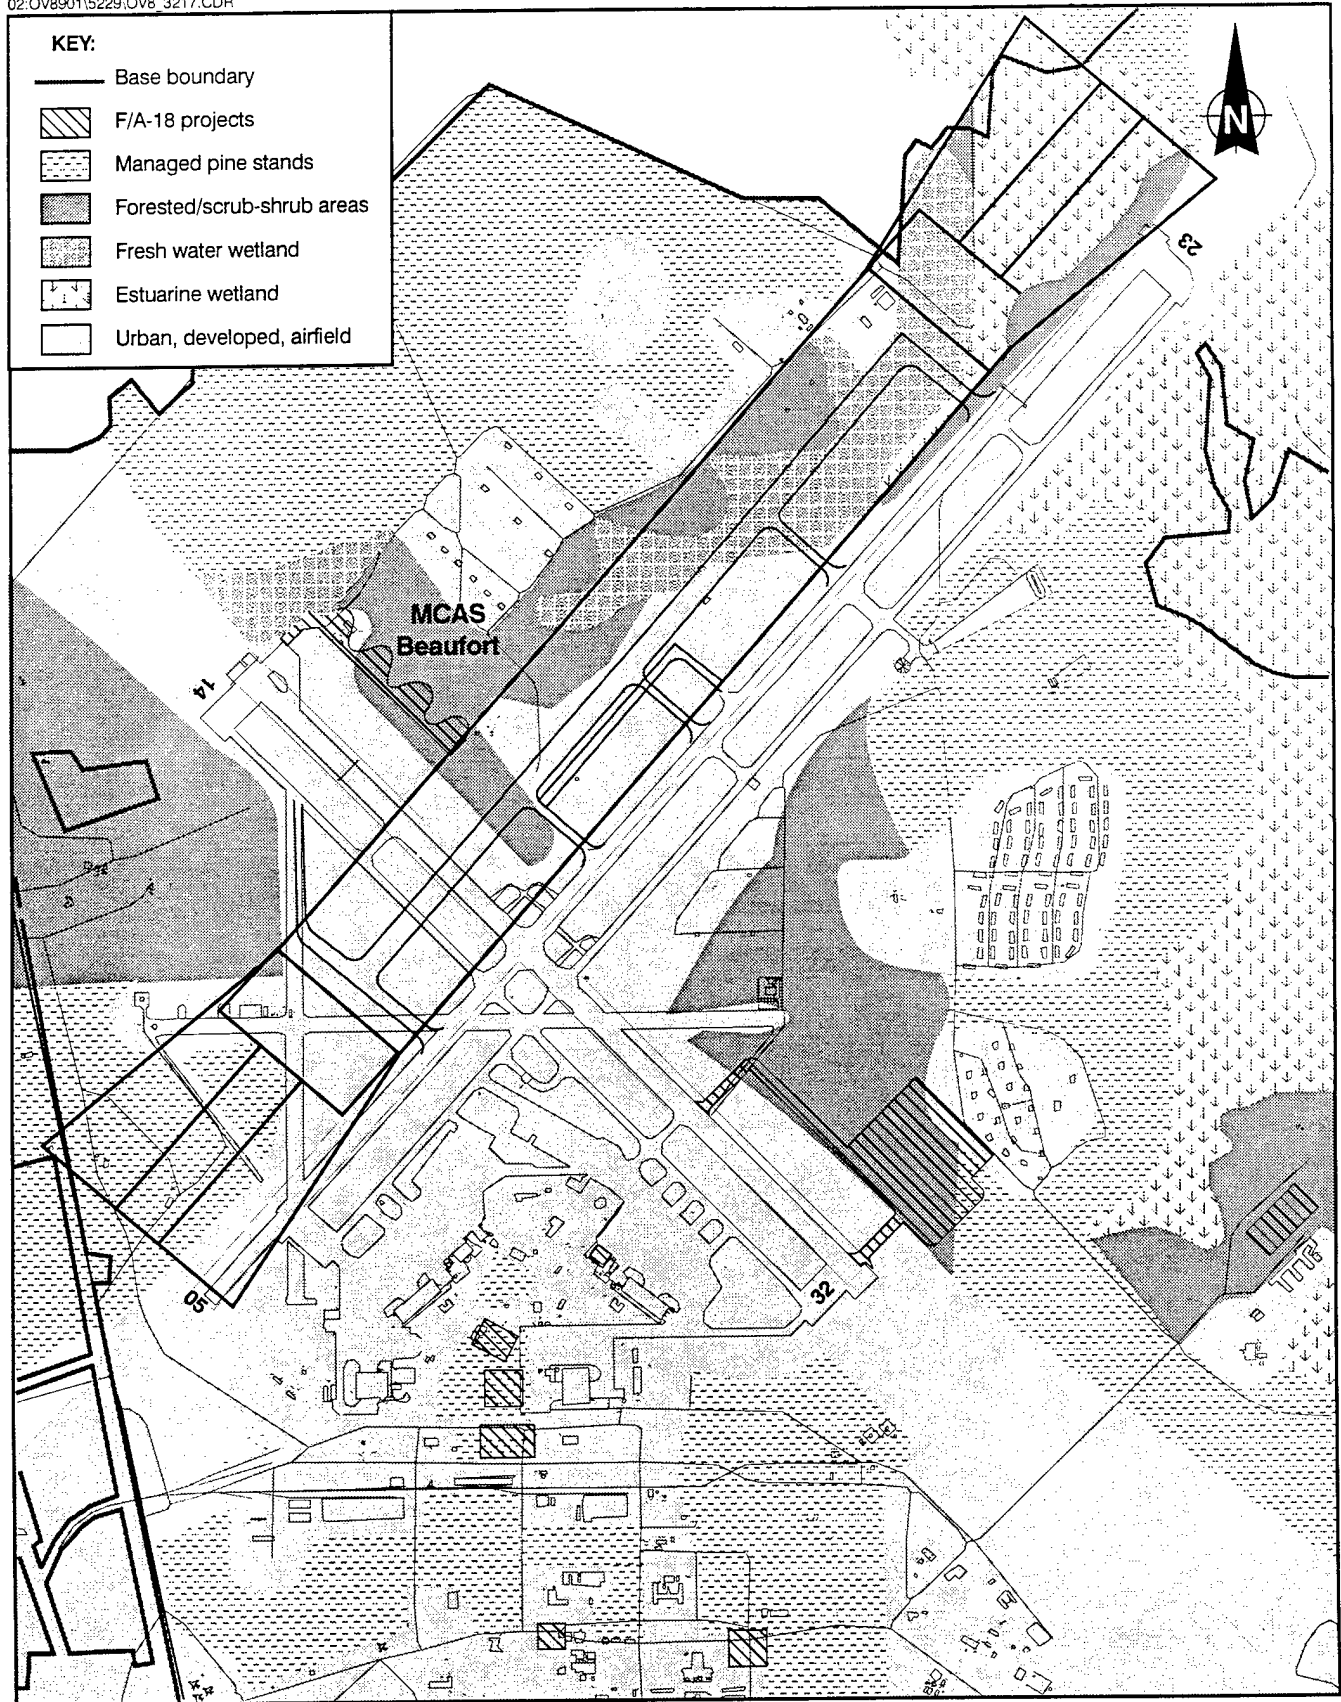 02:OV8901\5229\OV8_3217.CDR
KEY:
Base boundary
F/A-18 projects
Managed pine stands
Forested/scrub-shrub areas
Fresh water wetland
Estuarine wetland
Urban, developed, airfield
N
23
MCAS
Beaufort
14
32
05